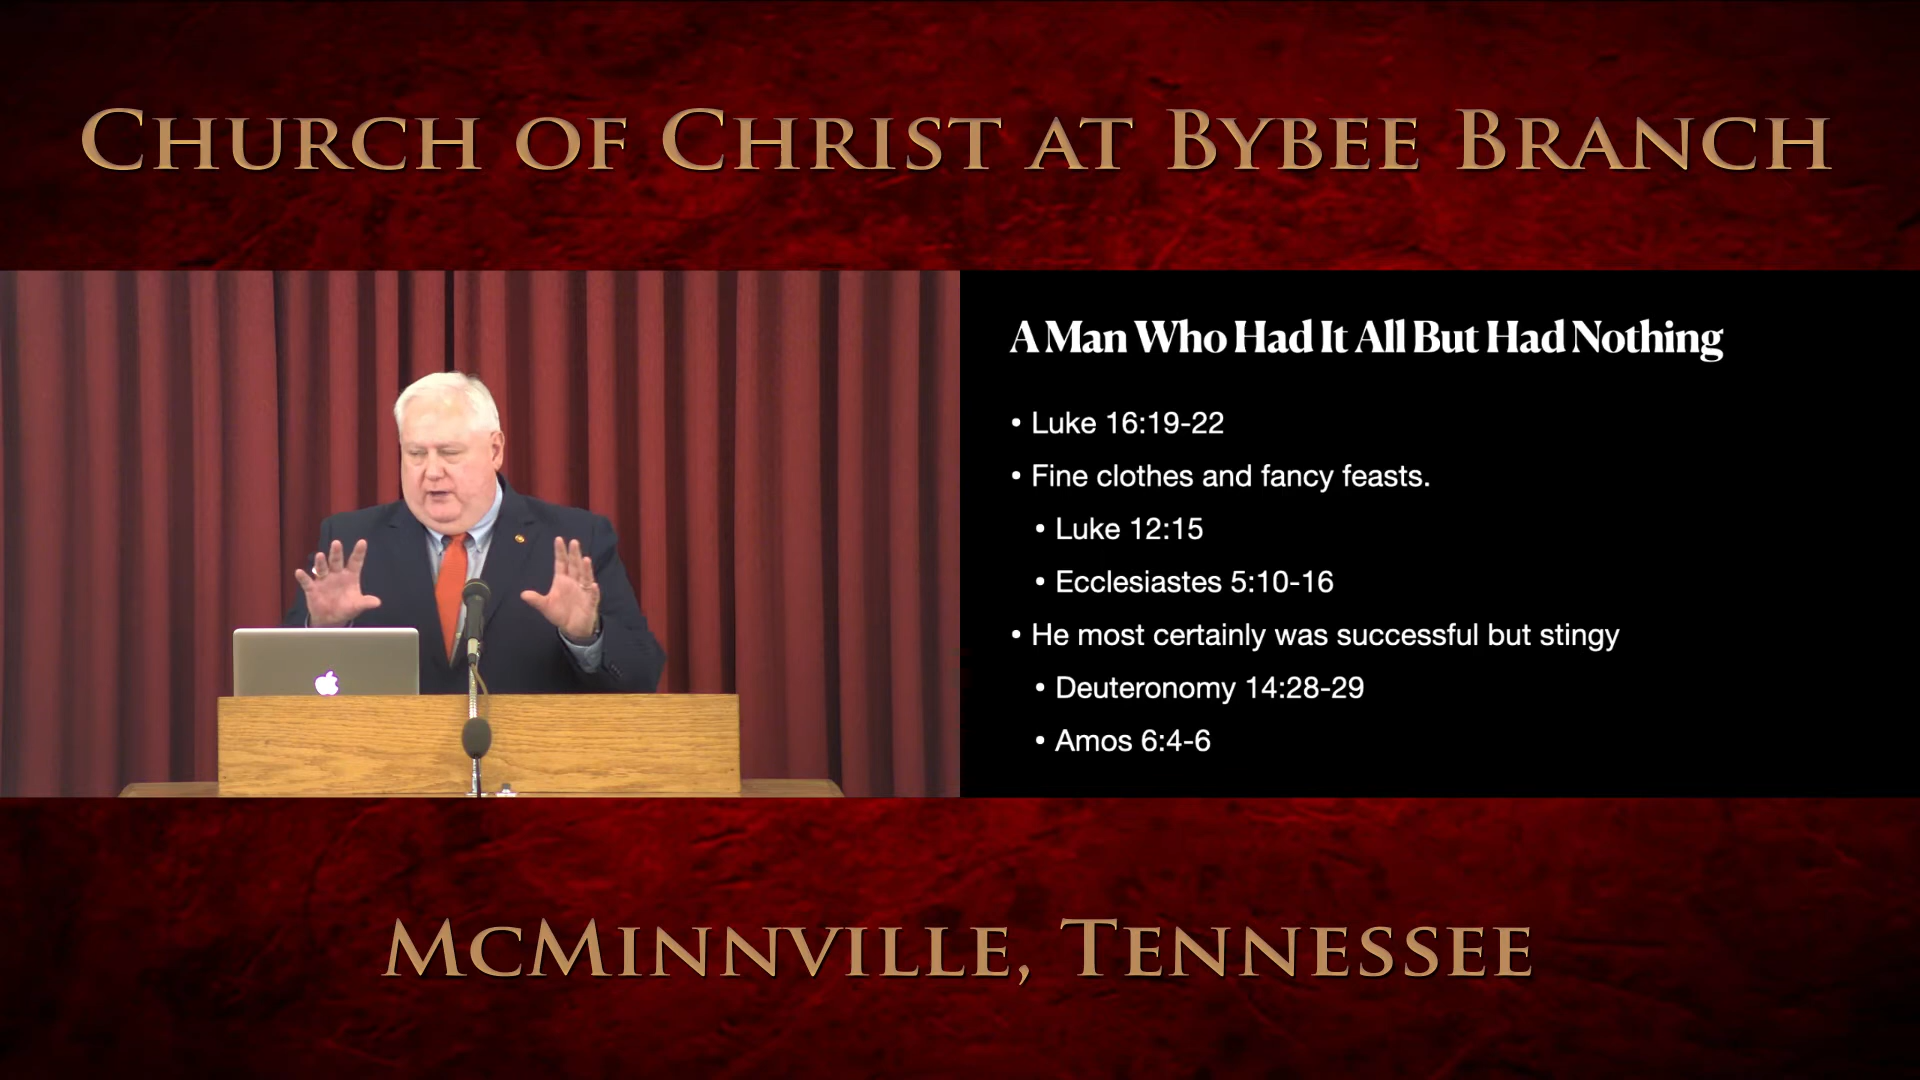 Church of Christ at Bybee Branch
A Man Who Had It All But Had Nothing
• Luke 16:19-22
• Fine clothes and fancy feasts.
• Luke 12:15
• Ecclesiastes 5:10-16
• He most certainly was successful but stingy
• Deuteronomy 14:28-29
• Amos 6:4-6
McMinnville, Tennessee